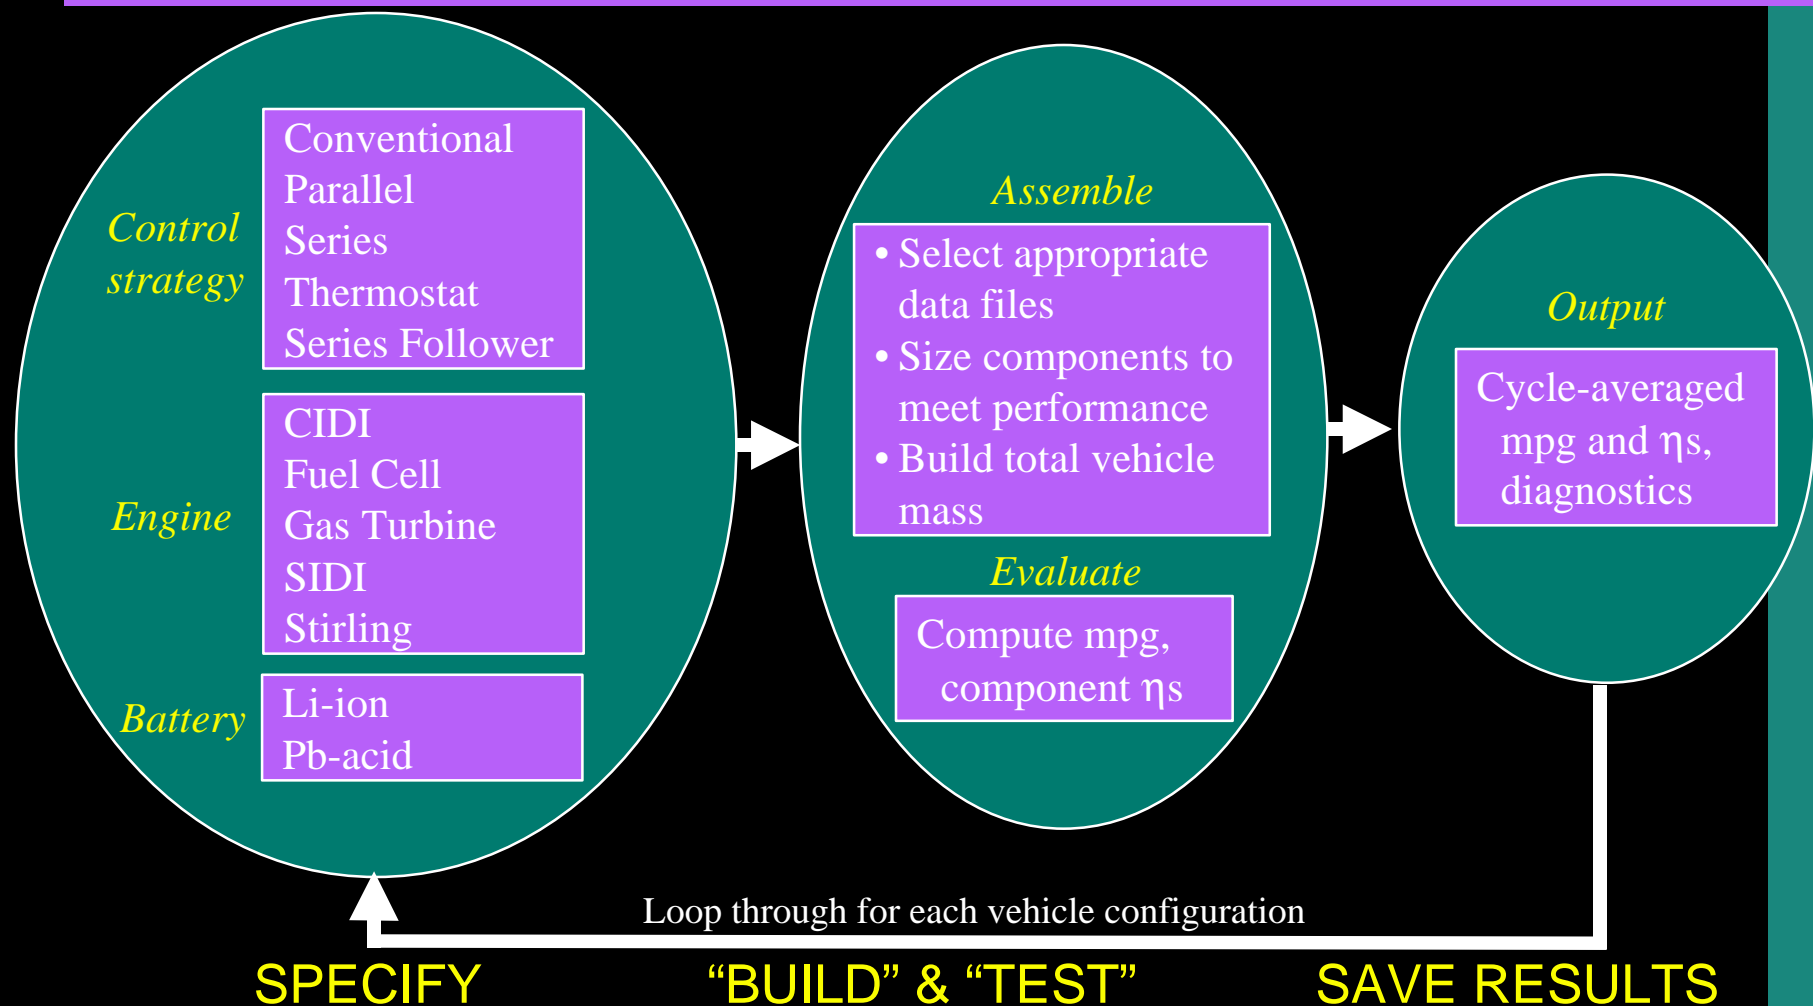 Control
strategy
Conventional
Parallel
Series
Thermostat
Series Follower
Engine
CIDI
Fuel Cell
Gas Turbine
SIDI
Stirling
Battery
Li-ion
Pb-acid
Assemble
• Select appropriate
data files
• Size components to
meet performance
• Build total vehicle
mass
Evaluate
Compute mpg,
component ηs
Output
Cycle-averaged
mpg and ηs,
diagnostics
Loop through for each vehicle configuration
SPECIFY
“BUILD” & “TEST”
SAVE RESULTS